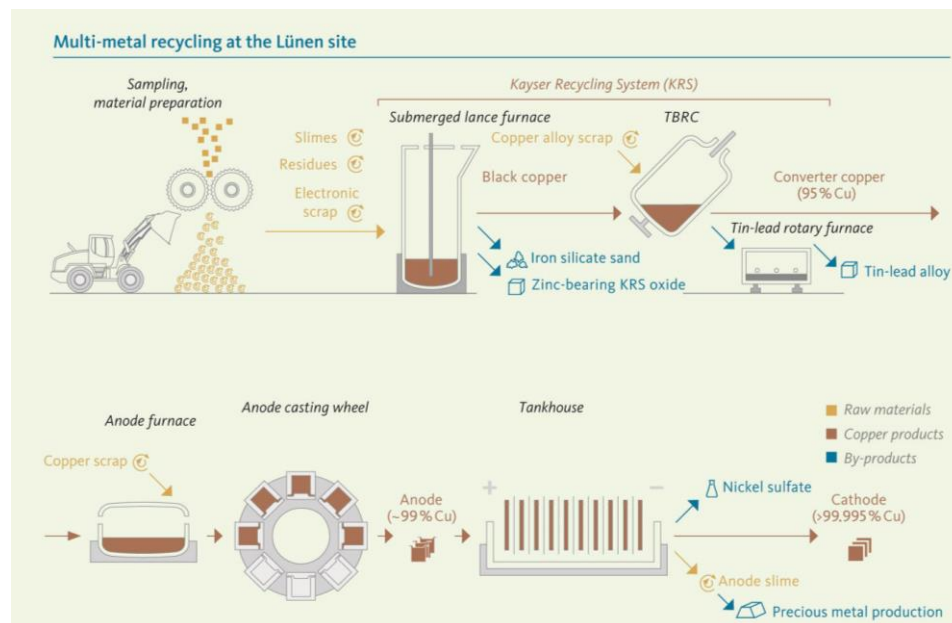 Multi-metal recycling at the Lünen site
Sampling,
material preparation
Kayser Recycling System (KRS)
Submerged lance furnace
TBRC
Slimes
Residues
Electronic
scrap
Copper alloy scrap
Black copper
Converter copper
(95 % Cu)
Tin-lead rotary furnace
Iron silicate sand
Zinc-bearing KRS oxide
Tin-lead alloy
Anode furnace
Anode casting wheel
Tankhouse
Raw materials
Copper products
By-products
Copper scrap
Anode
(~99 % Cu)
+
−
Nickel sulfate
Cathode
(>99,995 % Cu)
Anode slime
Precious metal production